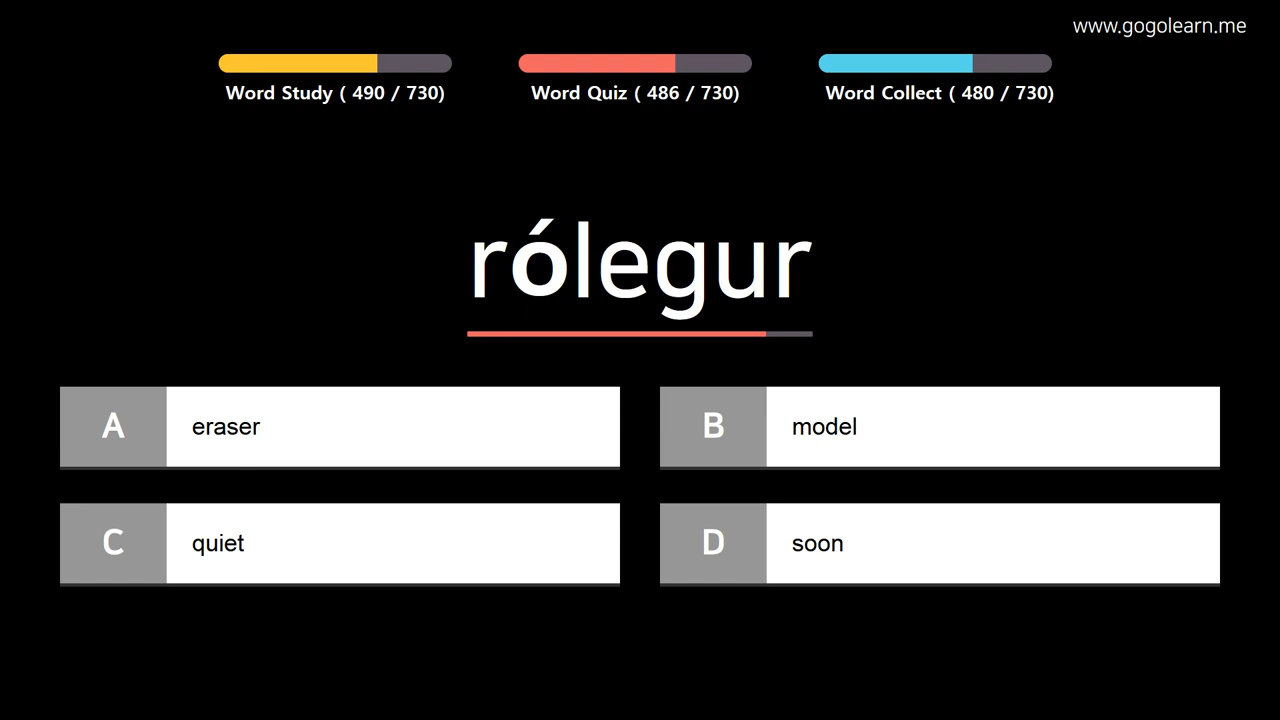 www.gogolearn.me
Word Study ( 490 / 730)
Word Quiz ( 486 / 730)
Word Collect ( 480 / 730)
rólegur
A eraser
B model
C quiet
D soon